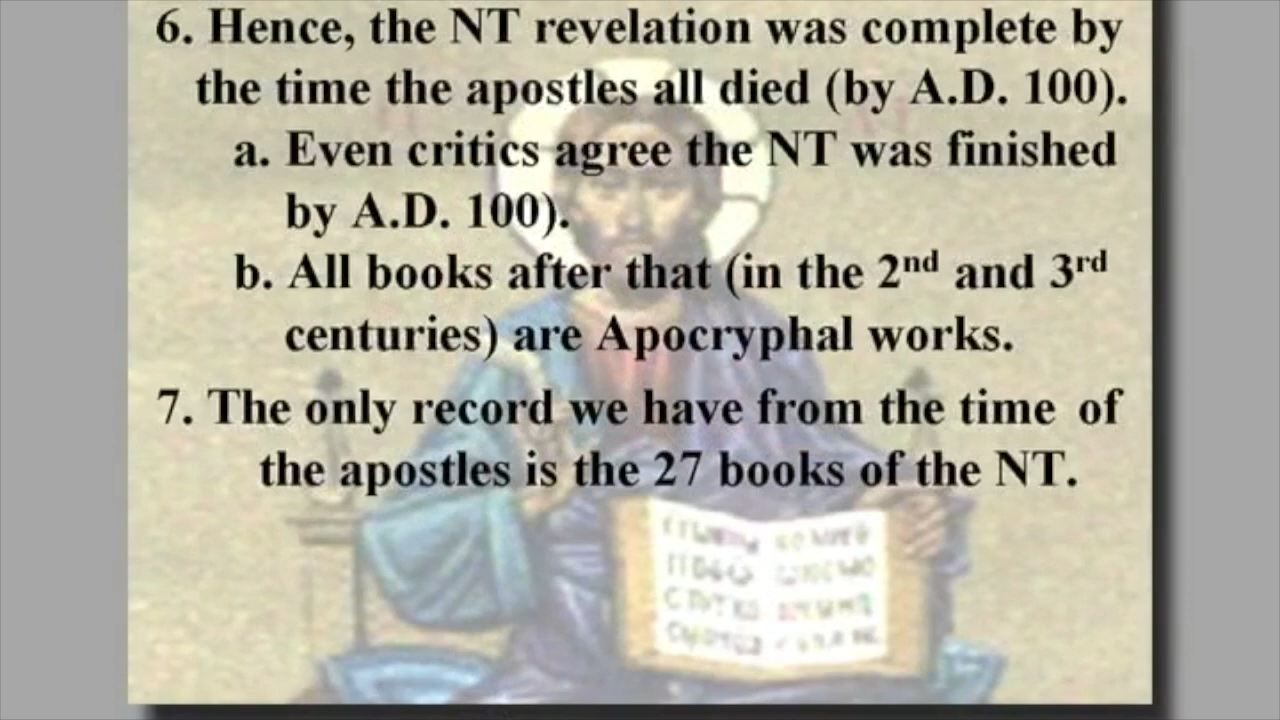 6. Hence, the NT revelation was complete by
the time the apostles all died (by A.D. 100).
a. Even critics agree the NT was finished
by A.D. 100).
b. All books after that (in the 2nd and 3rd
centuries) are Apocryphal works.
7. The only record we have from the time of
the apostles is the 27 books of the NT.